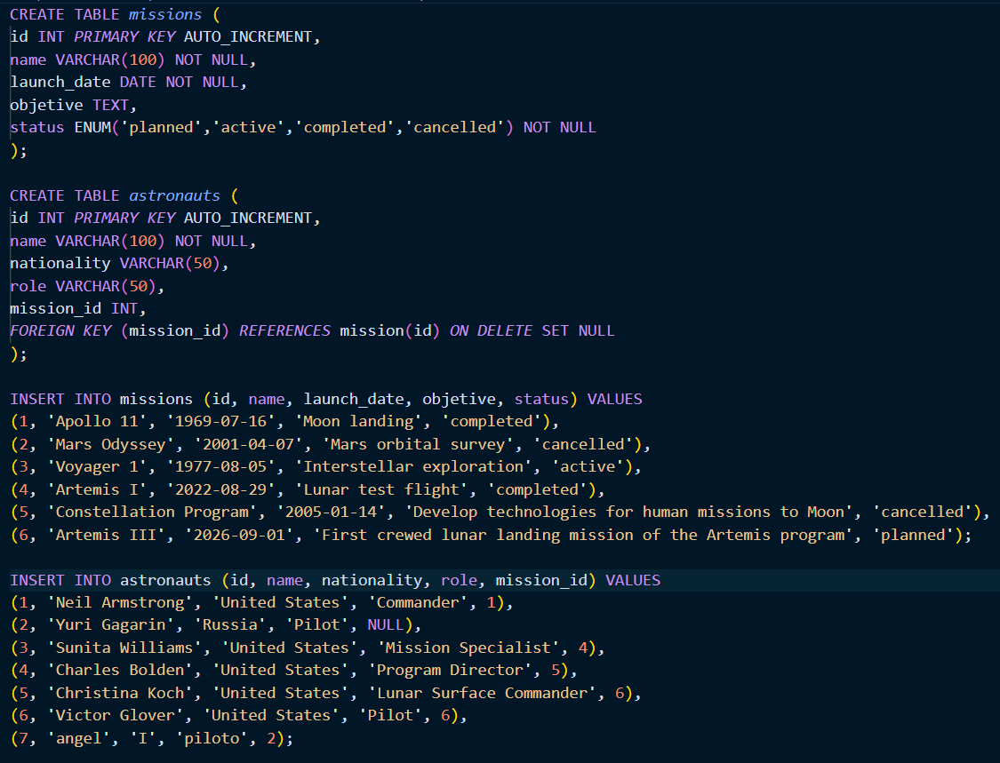 CREATE TABLE missions (
id INT PRIMARY KEY AUTO_INCREMENT,
name VARCHAR(100) NOT NULL,
launch_date DATE NOT NULL,
objetive TEXT,
status ENUM('planned','active','completed','cancelled') NOT NULL
);

CREATE TABLE astronauts (
id INT PRIMARY KEY AUTO_INCREMENT,
name VARCHAR(100) NOT NULL,
nationality VARCHAR(50),
role VARCHAR(50),
mission_id INT,
FOREIGN KEY (mission_id) REFERENCES mission(id) ON DELETE SET NULL
);

INSERT INTO missions (id, name, launch_date, objetive, status) VALUES
(1, 'Apollo 11', '1969-07-16', 'Moon landing', 'completed'),
(2, 'Mars Odyssey', '2001-04-07', 'Mars orbital survey', 'cancelled'),
(3, 'Voyager 1', '1977-08-05', 'Interstellar exploration', 'active'),
(4, 'Artemis I', '2022-08-29', 'Lunar test flight', 'completed'),
(5, 'Constellation Program', '2005-01-14', 'Develop technologies for human missions to Moon', 'cancelled'),
(6, 'Artemis III', '2026-09-01', 'First crewed lunar landing mission of the Artemis program', 'planned');

INSERT INTO astronauts (id, name, nationality, role, mission_id) VALUES
(1, 'Neil Armstrong', 'United States', 'Commander', 1),
(2, 'Yuri Gagarin', 'Russia', 'Pilot', NULL),
(3, 'Sunita Williams', 'United States', 'Mission Specialist', 4),
(4, 'Charles Bolden', 'United States', 'Program Director', 5),
(5, 'Christina Koch', 'United States', 'Lunar Surface Commander', 6),
(6, 'Victor Glover', 'United States', 'Pilot', 6),
(7, 'angel', 'I', 'piloto', 2);